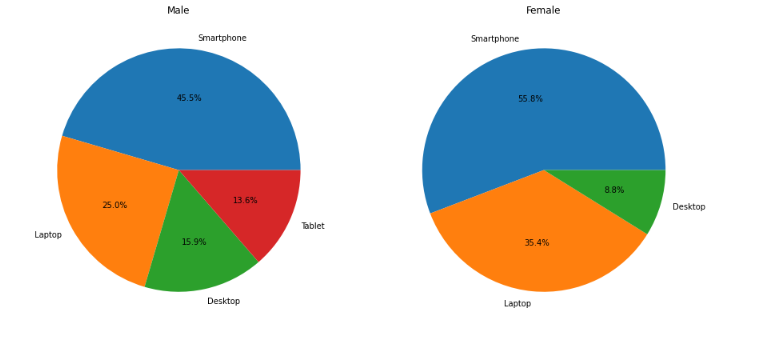 Male
Smartphone
45.5%
25.0%
13.6%
15.9%
Laptop
Tablet
Desktop
Female
Smartphone
55.8%
8.8%
35.4%
Desktop
Laptop